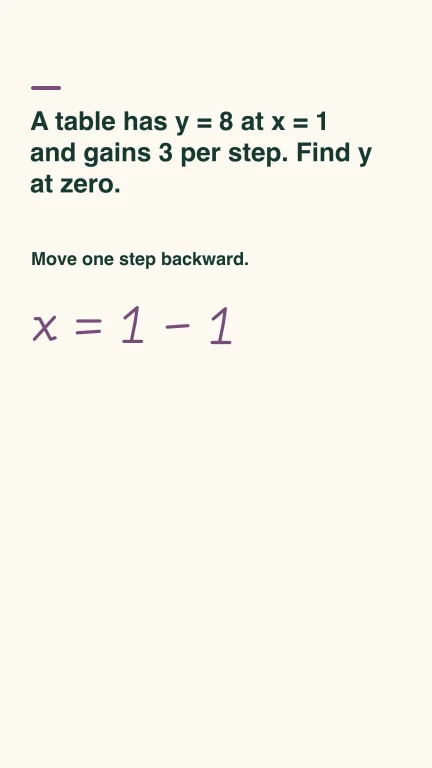 A table has y = 8 at x = 1
and gains 3 per step. Find y
at zero.
Move one step backward.
x = 1 − 1